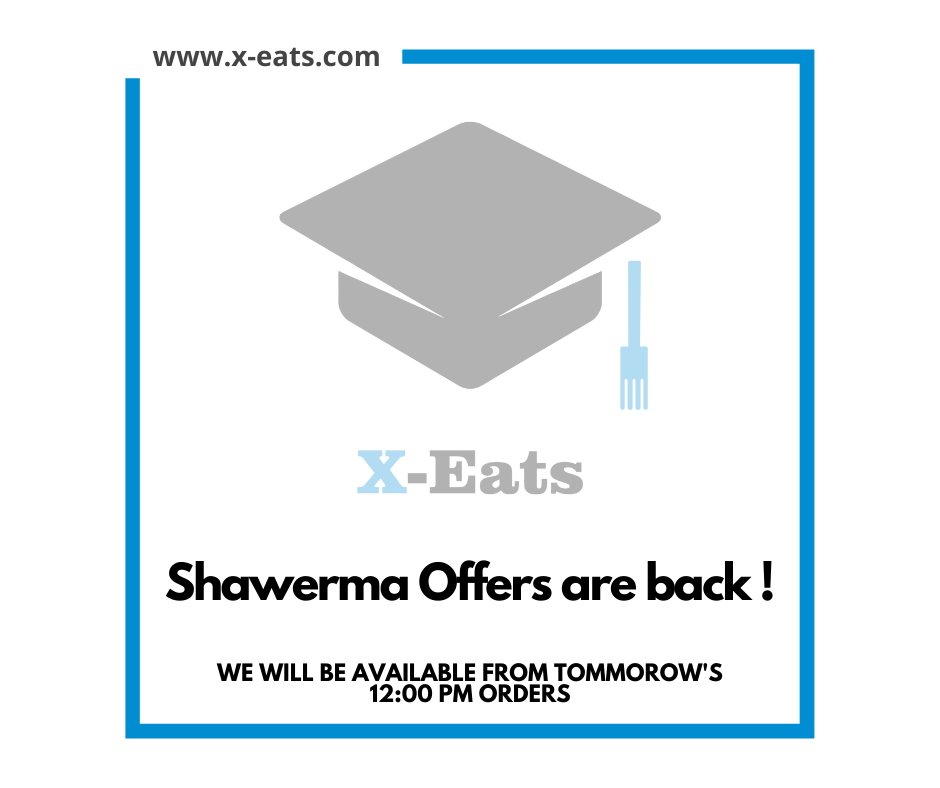 www.x-eats.com
X-Eats
Shawerma Offers are back !
WE WILL BE AVAILABLE FROM TOMMOROW'S
12:00 PM ORDERS